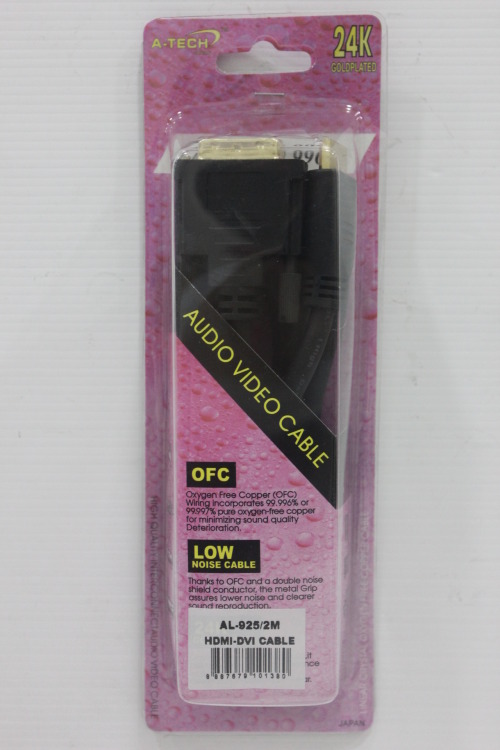 A-TECH
24K
GOLDPLATED
AUDIO VIDEO CABLE
OFC
Oxygen Free Copper (OFC)
Wiring incorporates 99.996% or
99.997% pure oxygen-free copper
for minimizing sound quality
Deterioration.
LOW
NOISE CABLE
Thanks to OFC and a double noise
shield conductor, the metal Grip
assures lower noise and clearer
sound reproduction.
AL-925/2M
HDMI-DVI CABLE
JAPAN